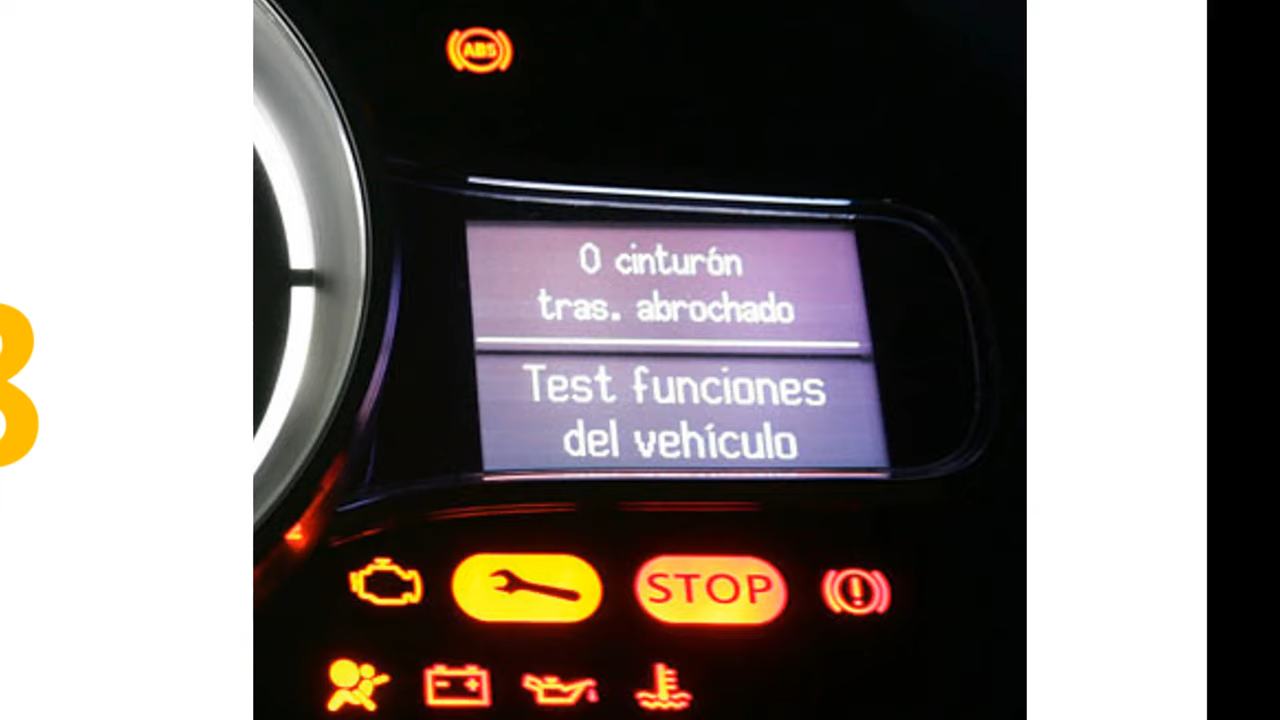 ABS
0 cinturón
tras. abrochado
Test funciones
del vehículo
STOP